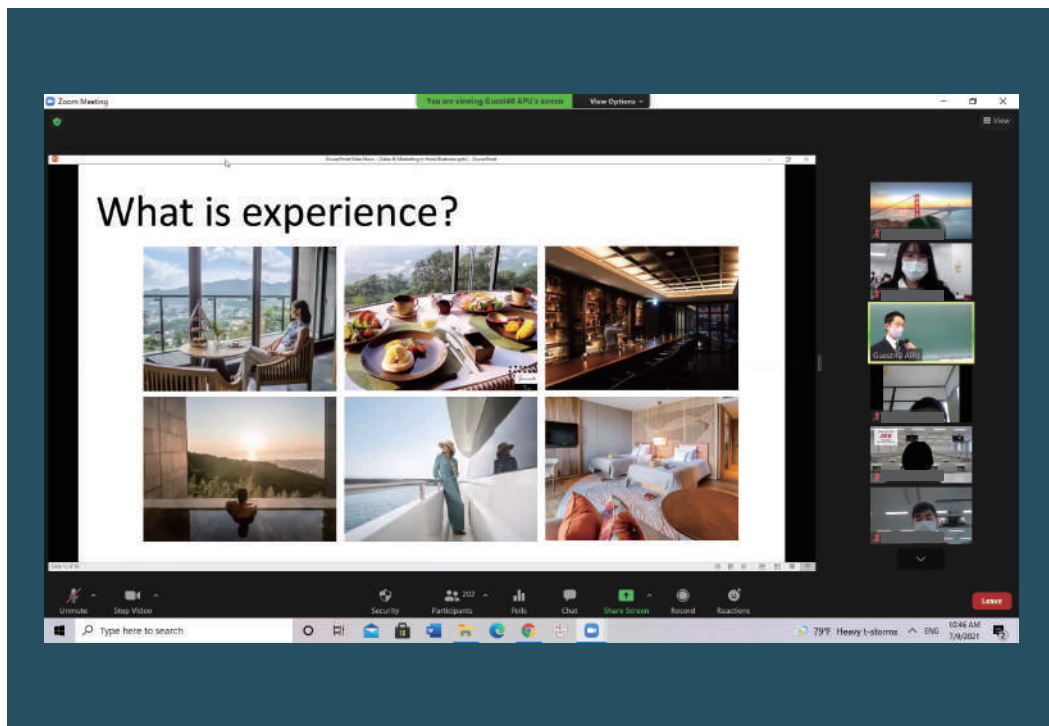 Zoom Meeting
You are viewing Guest40 APU's screen
View Options
View
What is experience?
Guest40 APU
Unmute
Stop Video
Security
202
Participants
Polls
Chat
Share Screen
Record
Reactions
Leave
Type here to search
79°F Heavy t-storms
ENG
10:46 AM
7/9/2021
2